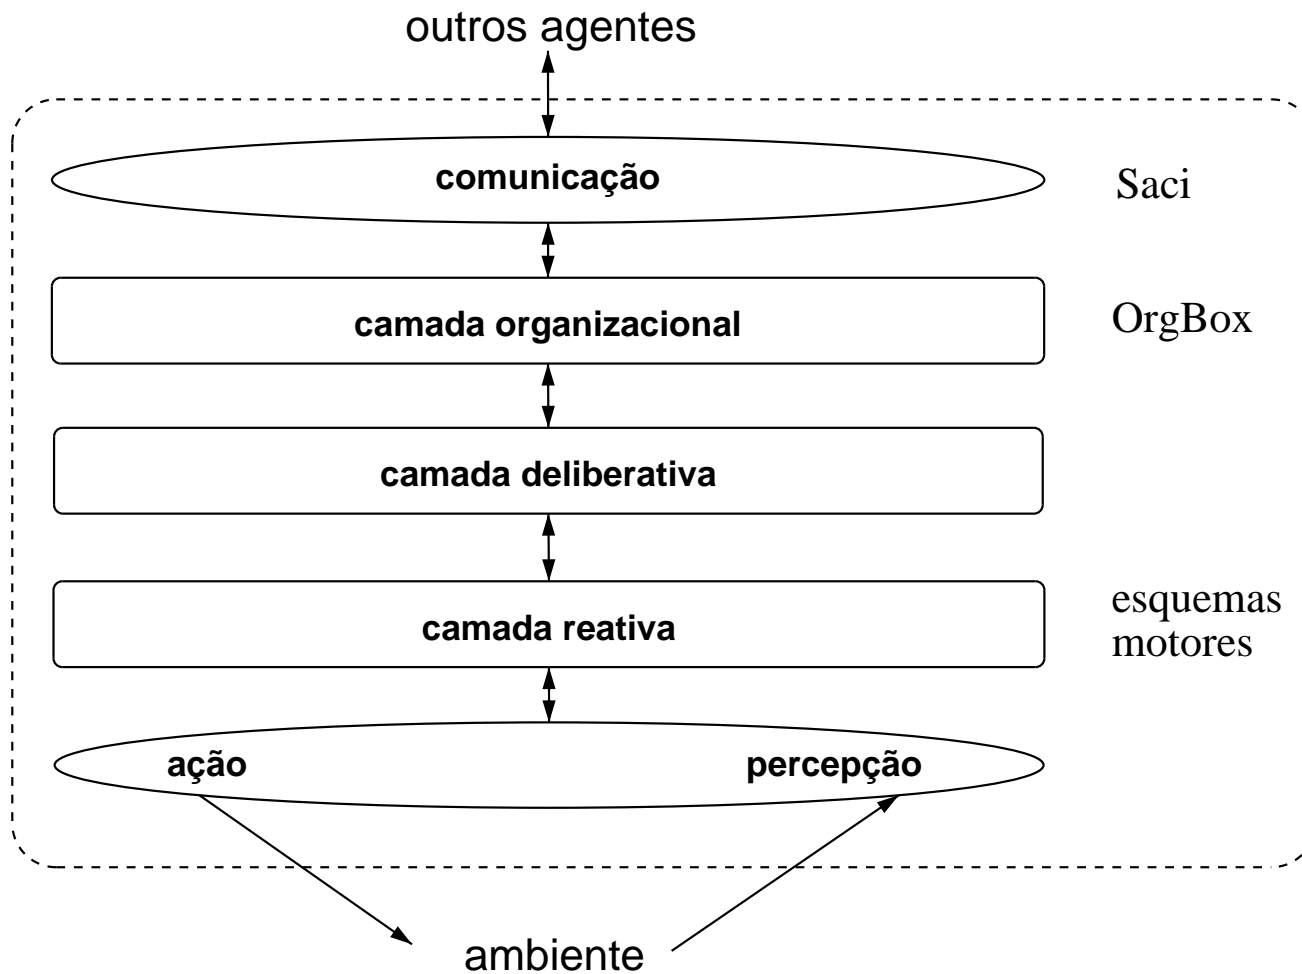 outros agentes
comunicação
Saci
camada organizacional
OrgBox
camada deliberativa
camada reativa
esquemas
motores
ação
percepção
ambiente